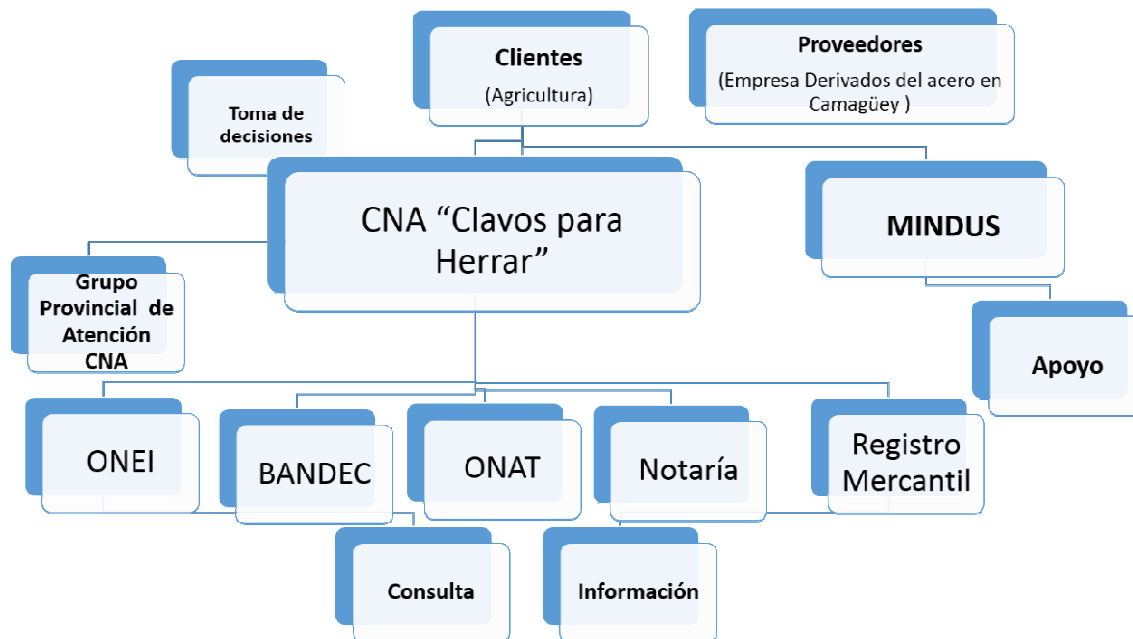 Clientes
(Agricultura)
Proveedores
(Empresa Derivados del acero en
Camagüey )
Toma de
decisiones
CNA “Clavos para
Herrar”
MINDUS
Grupo
Provincial de
Atención
CNA
Apoyo
ONEI
BANDEC
ONAT
Notaría
Registro
Mercantil
Consulta
Información